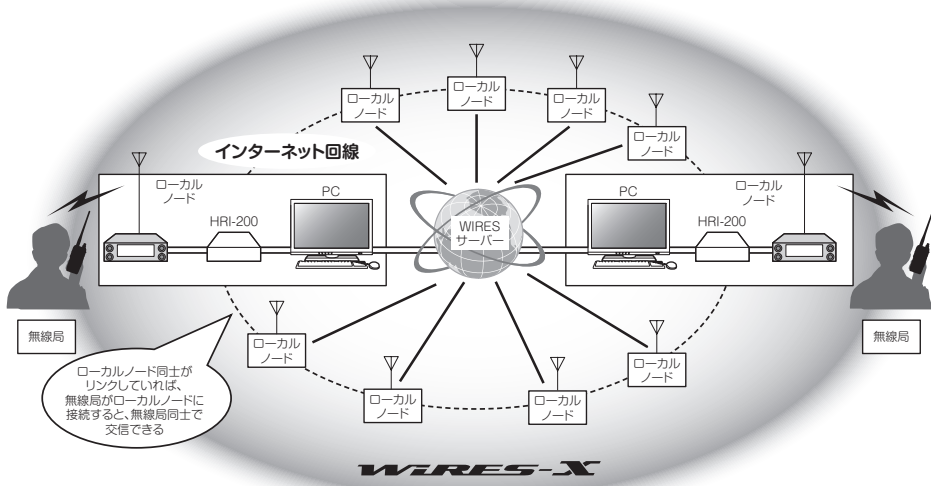 ローカル
ノード
ローカル
ノード
ローカル
ノード
ローカル
ノード
インターネット回線
ローカル
ノード
HRI-200
PC
WIRES
サーバー
PC
HRI-200
ローカル
ノード
無線局
無線局
ローカル
ノード
ローカル
ノード
ローカル
ノード
ローカル
ノード
ローカルノード同士が
リンクしていれば、
無線局がローカルノードに
接続すると、無線局同士で
交信できる
WIRES-X